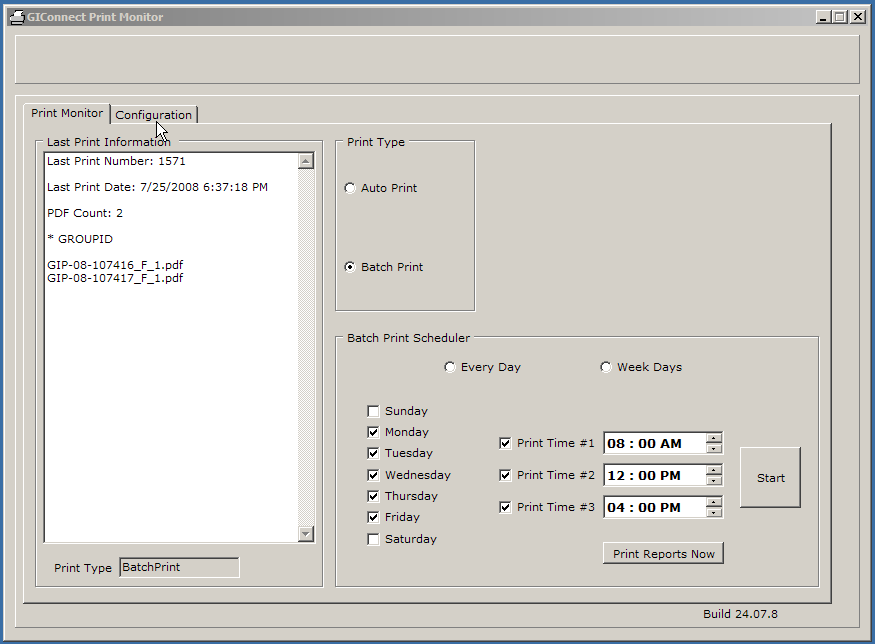 GIConnect Print Monitor
Print Monitor
Configuration
Last Print Information
Last Print Number: 1571
Last Print Date: 7/25/2008 6:37:18 PM
PDF Count: 2
* GROUPID
GIP-08-107416_F_1.pdf
GIP-08-107417_F_1.pdf
Print Type BatchPrint
Print Type
Auto Print
Batch Print
Batch Print Scheduler
Every Day
Week Days
Sunday
Monday
Tuesday
Wednesday
Thursday
Friday
Saturday
Print Time #1 08 : 00 AM
Print Time #2 12 : 00 PM
Print Time #3 04 : 00 PM
Start
Print Reports Now
Build 24.07.8